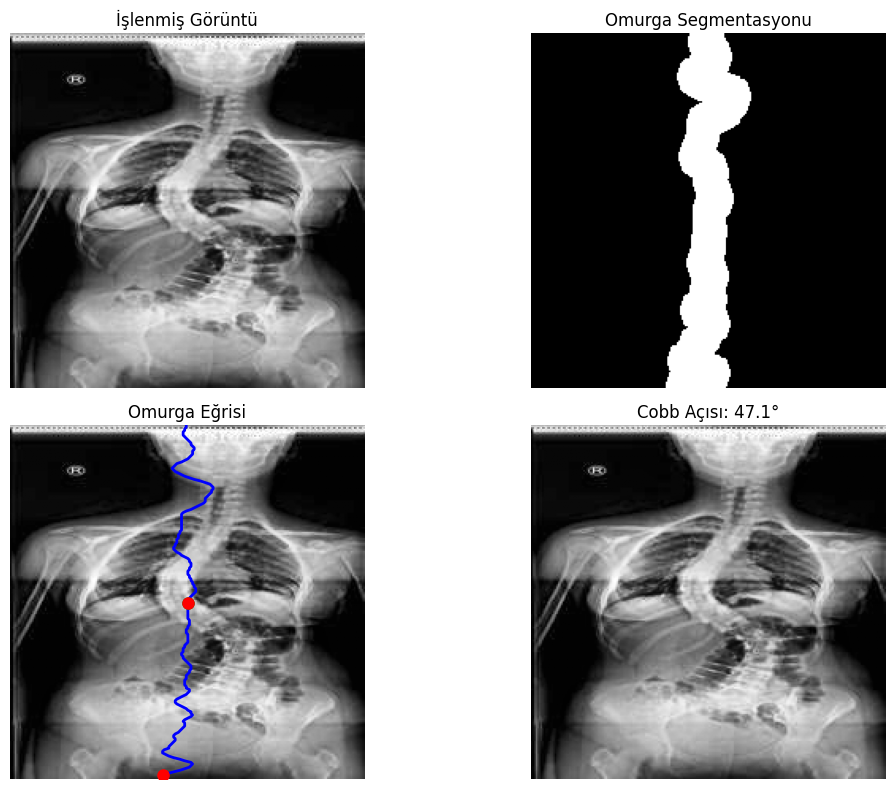 İşlenmiş Görüntü
Omurga Segmentasyonu
R
Omurga Eğrisi
Cobb Açısı: 47.1°
R
R